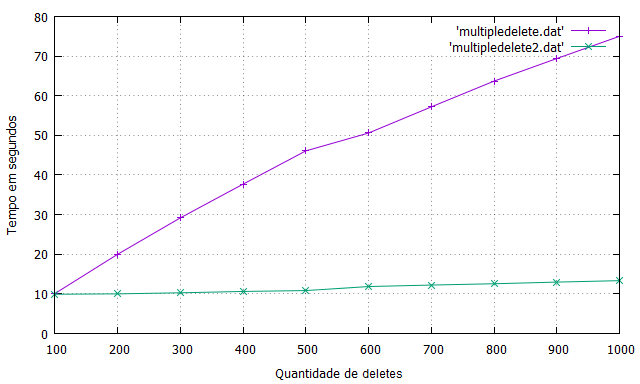 80
70
60
50
40
30
20
10
0
Tempo em segundos
'multipledelete.dat'
'multipledelete2.dat'
100 200 300 400 500 600 700 800 900 1000
Quantidade de deletes